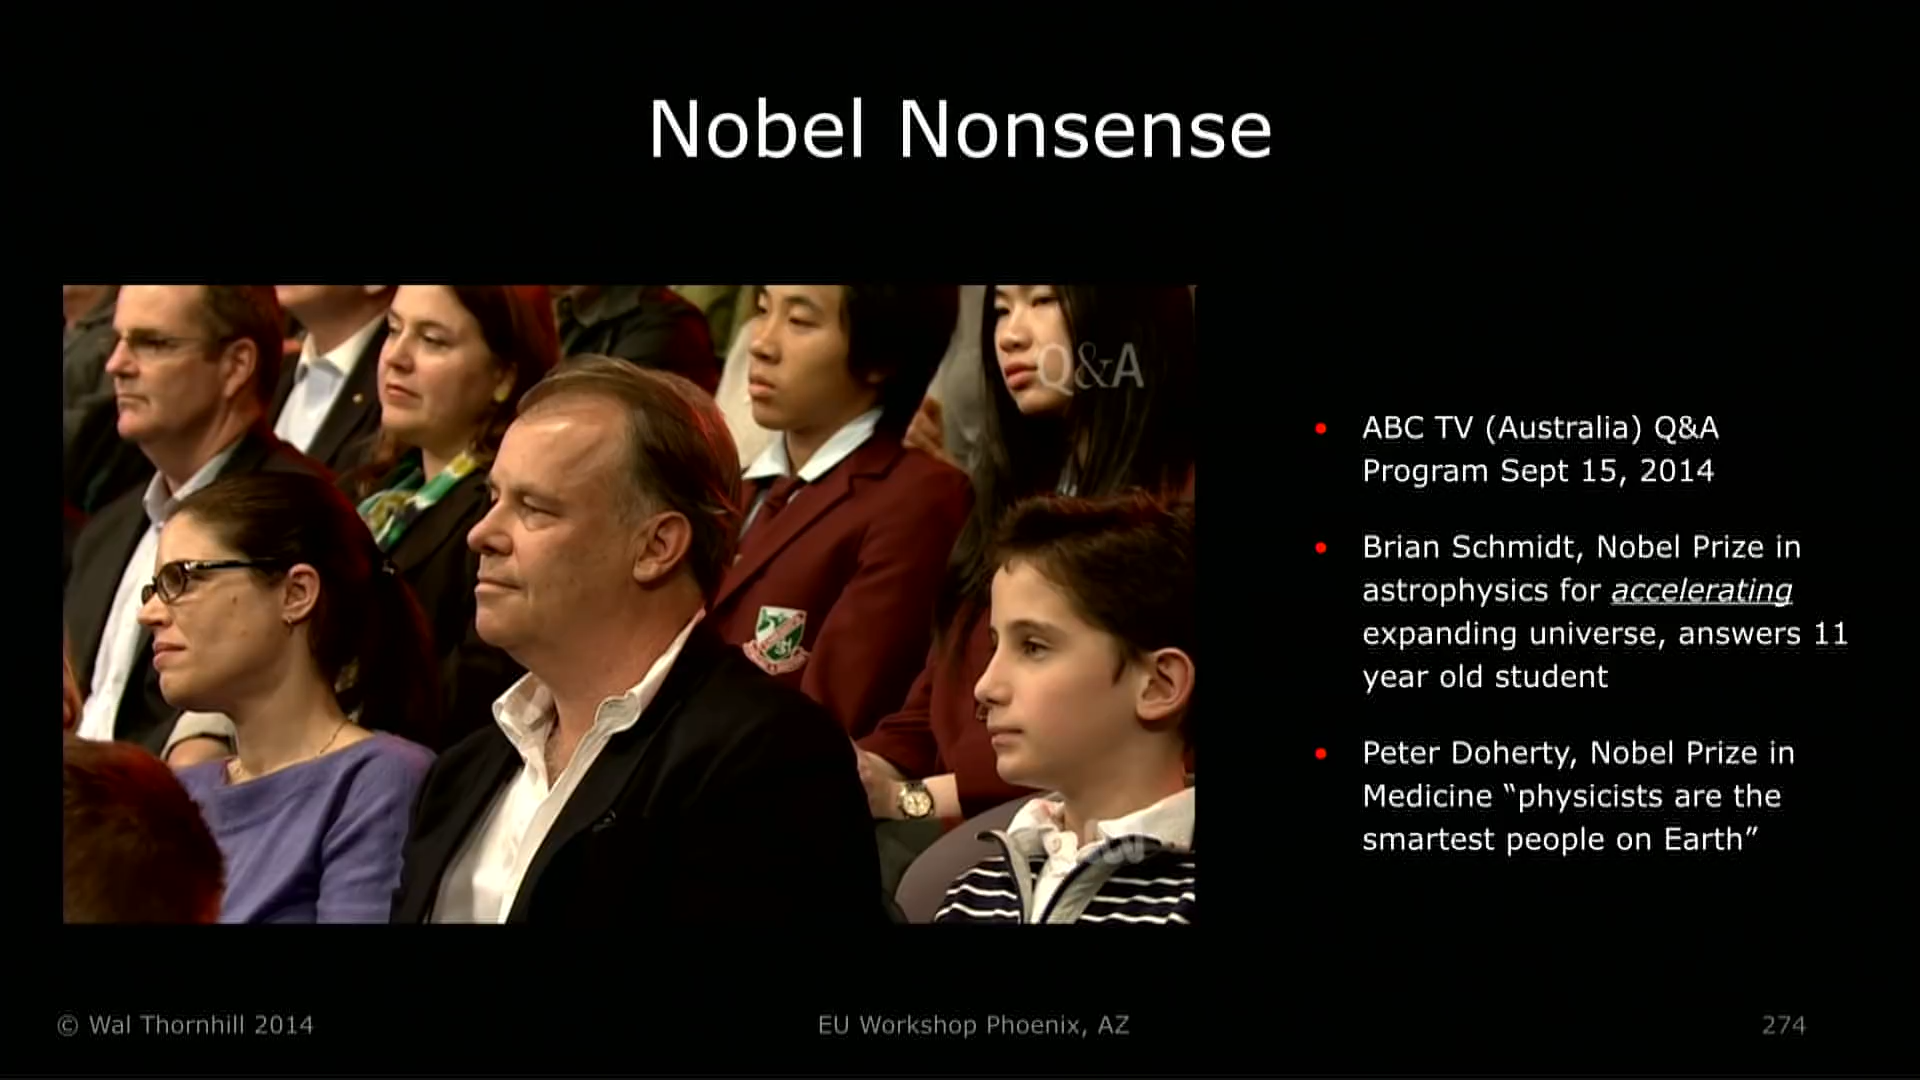 Nobel Nonsense
Q&A
• ABC TV (Australia) Q&A
Program Sept 15, 2014
• Brian Schmidt, Nobel Prize in
astrophysics for accelerating
expanding universe, answers 11
year old student
• Peter Doherty, Nobel Prize in
Medicine “physicists are the
smartest people on Earth”
© Wal Thornhill 2014
EU Workshop Phoenix, AZ
274